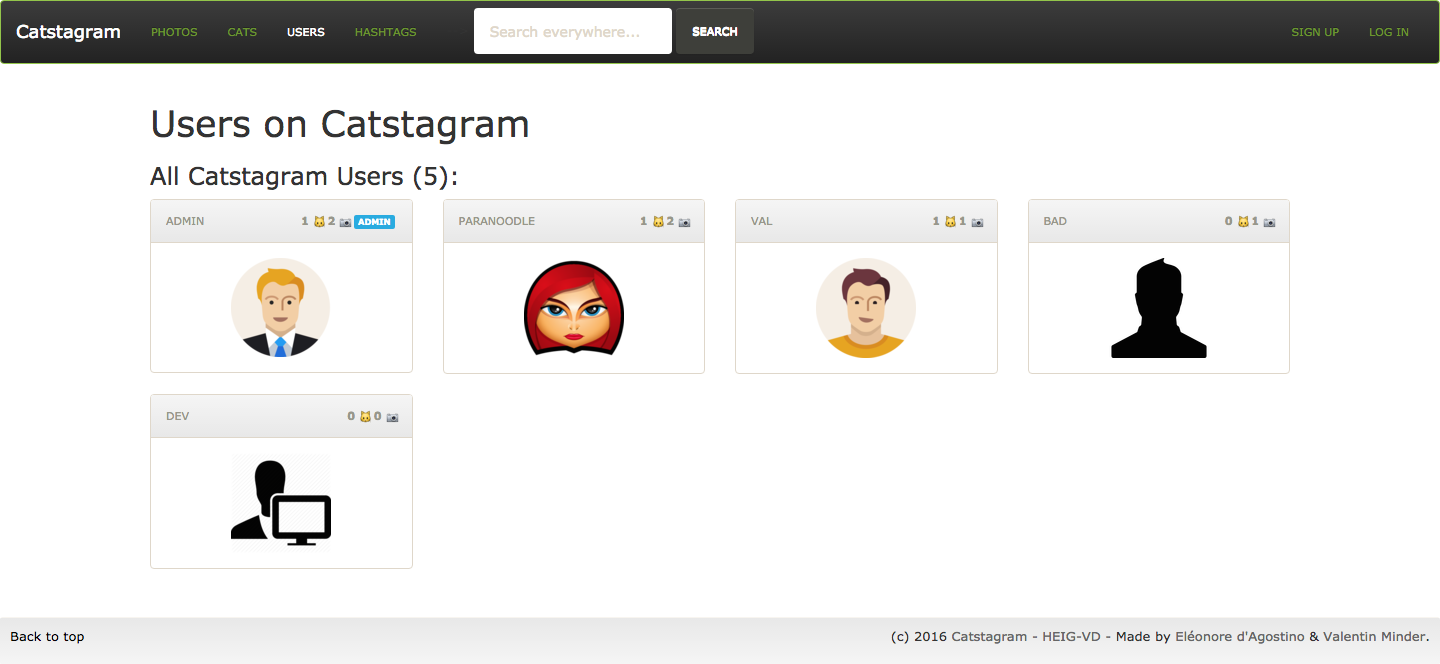 Catstagram PHOTOS CATS USERS HASHTAGS Search everywhere... SEARCH SIGN UP LOG IN
Users on Catstagram
All Catstagram Users (5):
ADMIN 1 🐱2 📷 ADMIN
PARANOODLE 1 🐱2 📷
VAL 1 🐱1 📷
BAD 0 🐱1 📷
DEV 0 🐱0 📷
Back to top (c) 2016 Catstagram - HEIG-VD - Made by Eléonore d'Agostino & Valentin Minder.